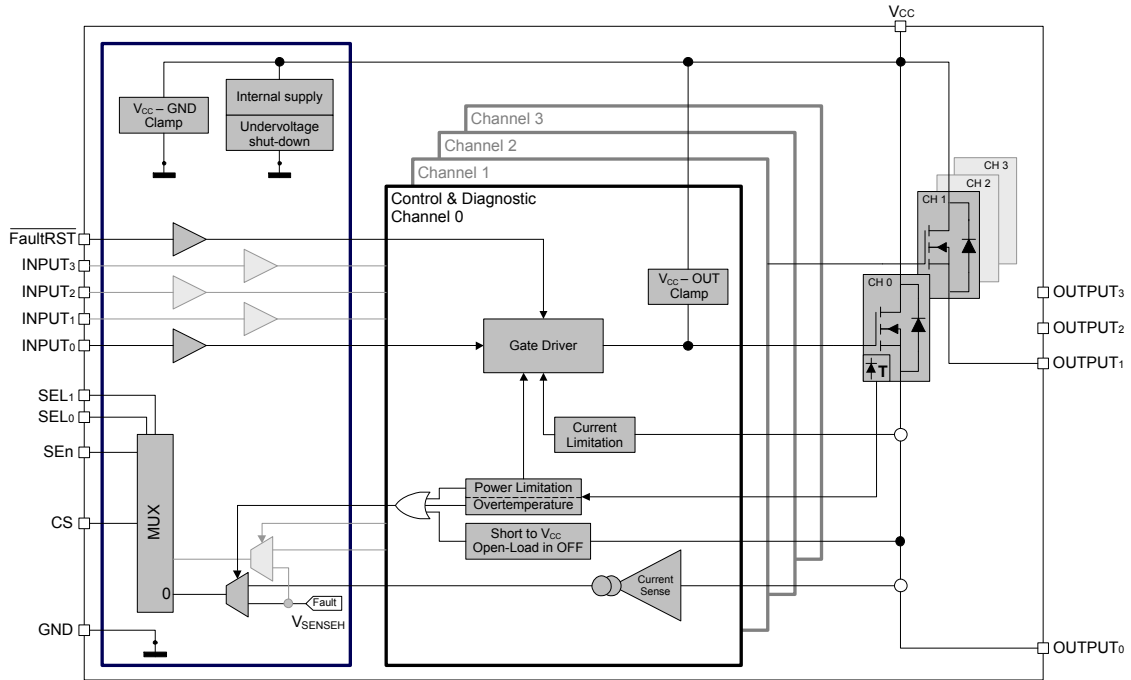 VCC
VCC – GND
Clamp
Internal supply
Undervoltage
shut-down
Channel 3
Channel 2
Channel 1
Control & Diagnostic
Channel 0
CH 3
CH 2
CH 1
CH 0
T
FaultRST
INPUT3
INPUT2
INPUT1
INPUT0
SEL1
SEL0
SEn
CS
GND
MUX
0
VCC – OUT
Clamp
Gate Driver
Current
Limitation
Power Limitation
Overtemperature
Short to VCC
Open-Load in OFF
Current
Sense
Fault
VSENSEH
OUTPUT3
OUTPUT2
OUTPUT1
OUTPUT0